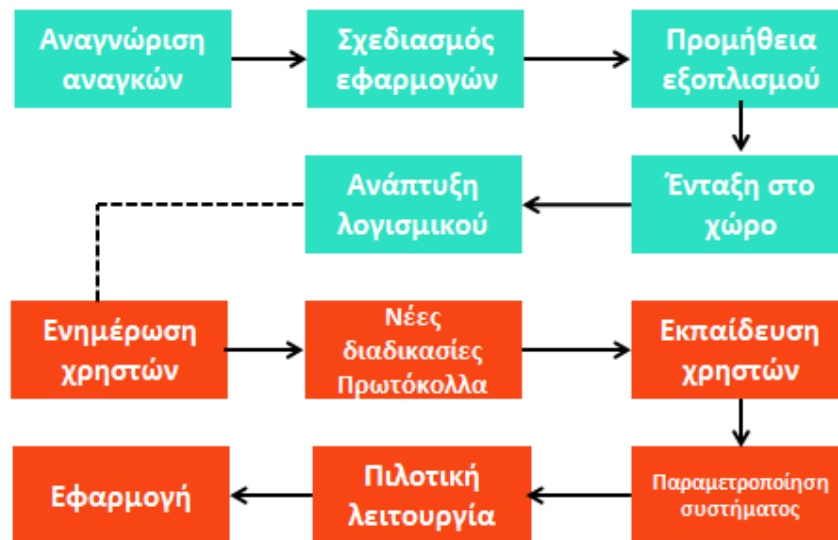 Αναγνώριση
αναγκών
Σχεδιασμός
εφαρμογών
Προμήθεια
εξοπλισμού
Ένταξη στο
χώρο
Ανάπτυξη
λογισμικού
Ενημέρωση
χρηστών
Νέες
διαδικασίες
Πρωτόκολλα
Εκπαίδευση
χρηστών
Παραμετροποίηση
συστήματος
Πιλοτική
λειτουργία
Εφαρμογή